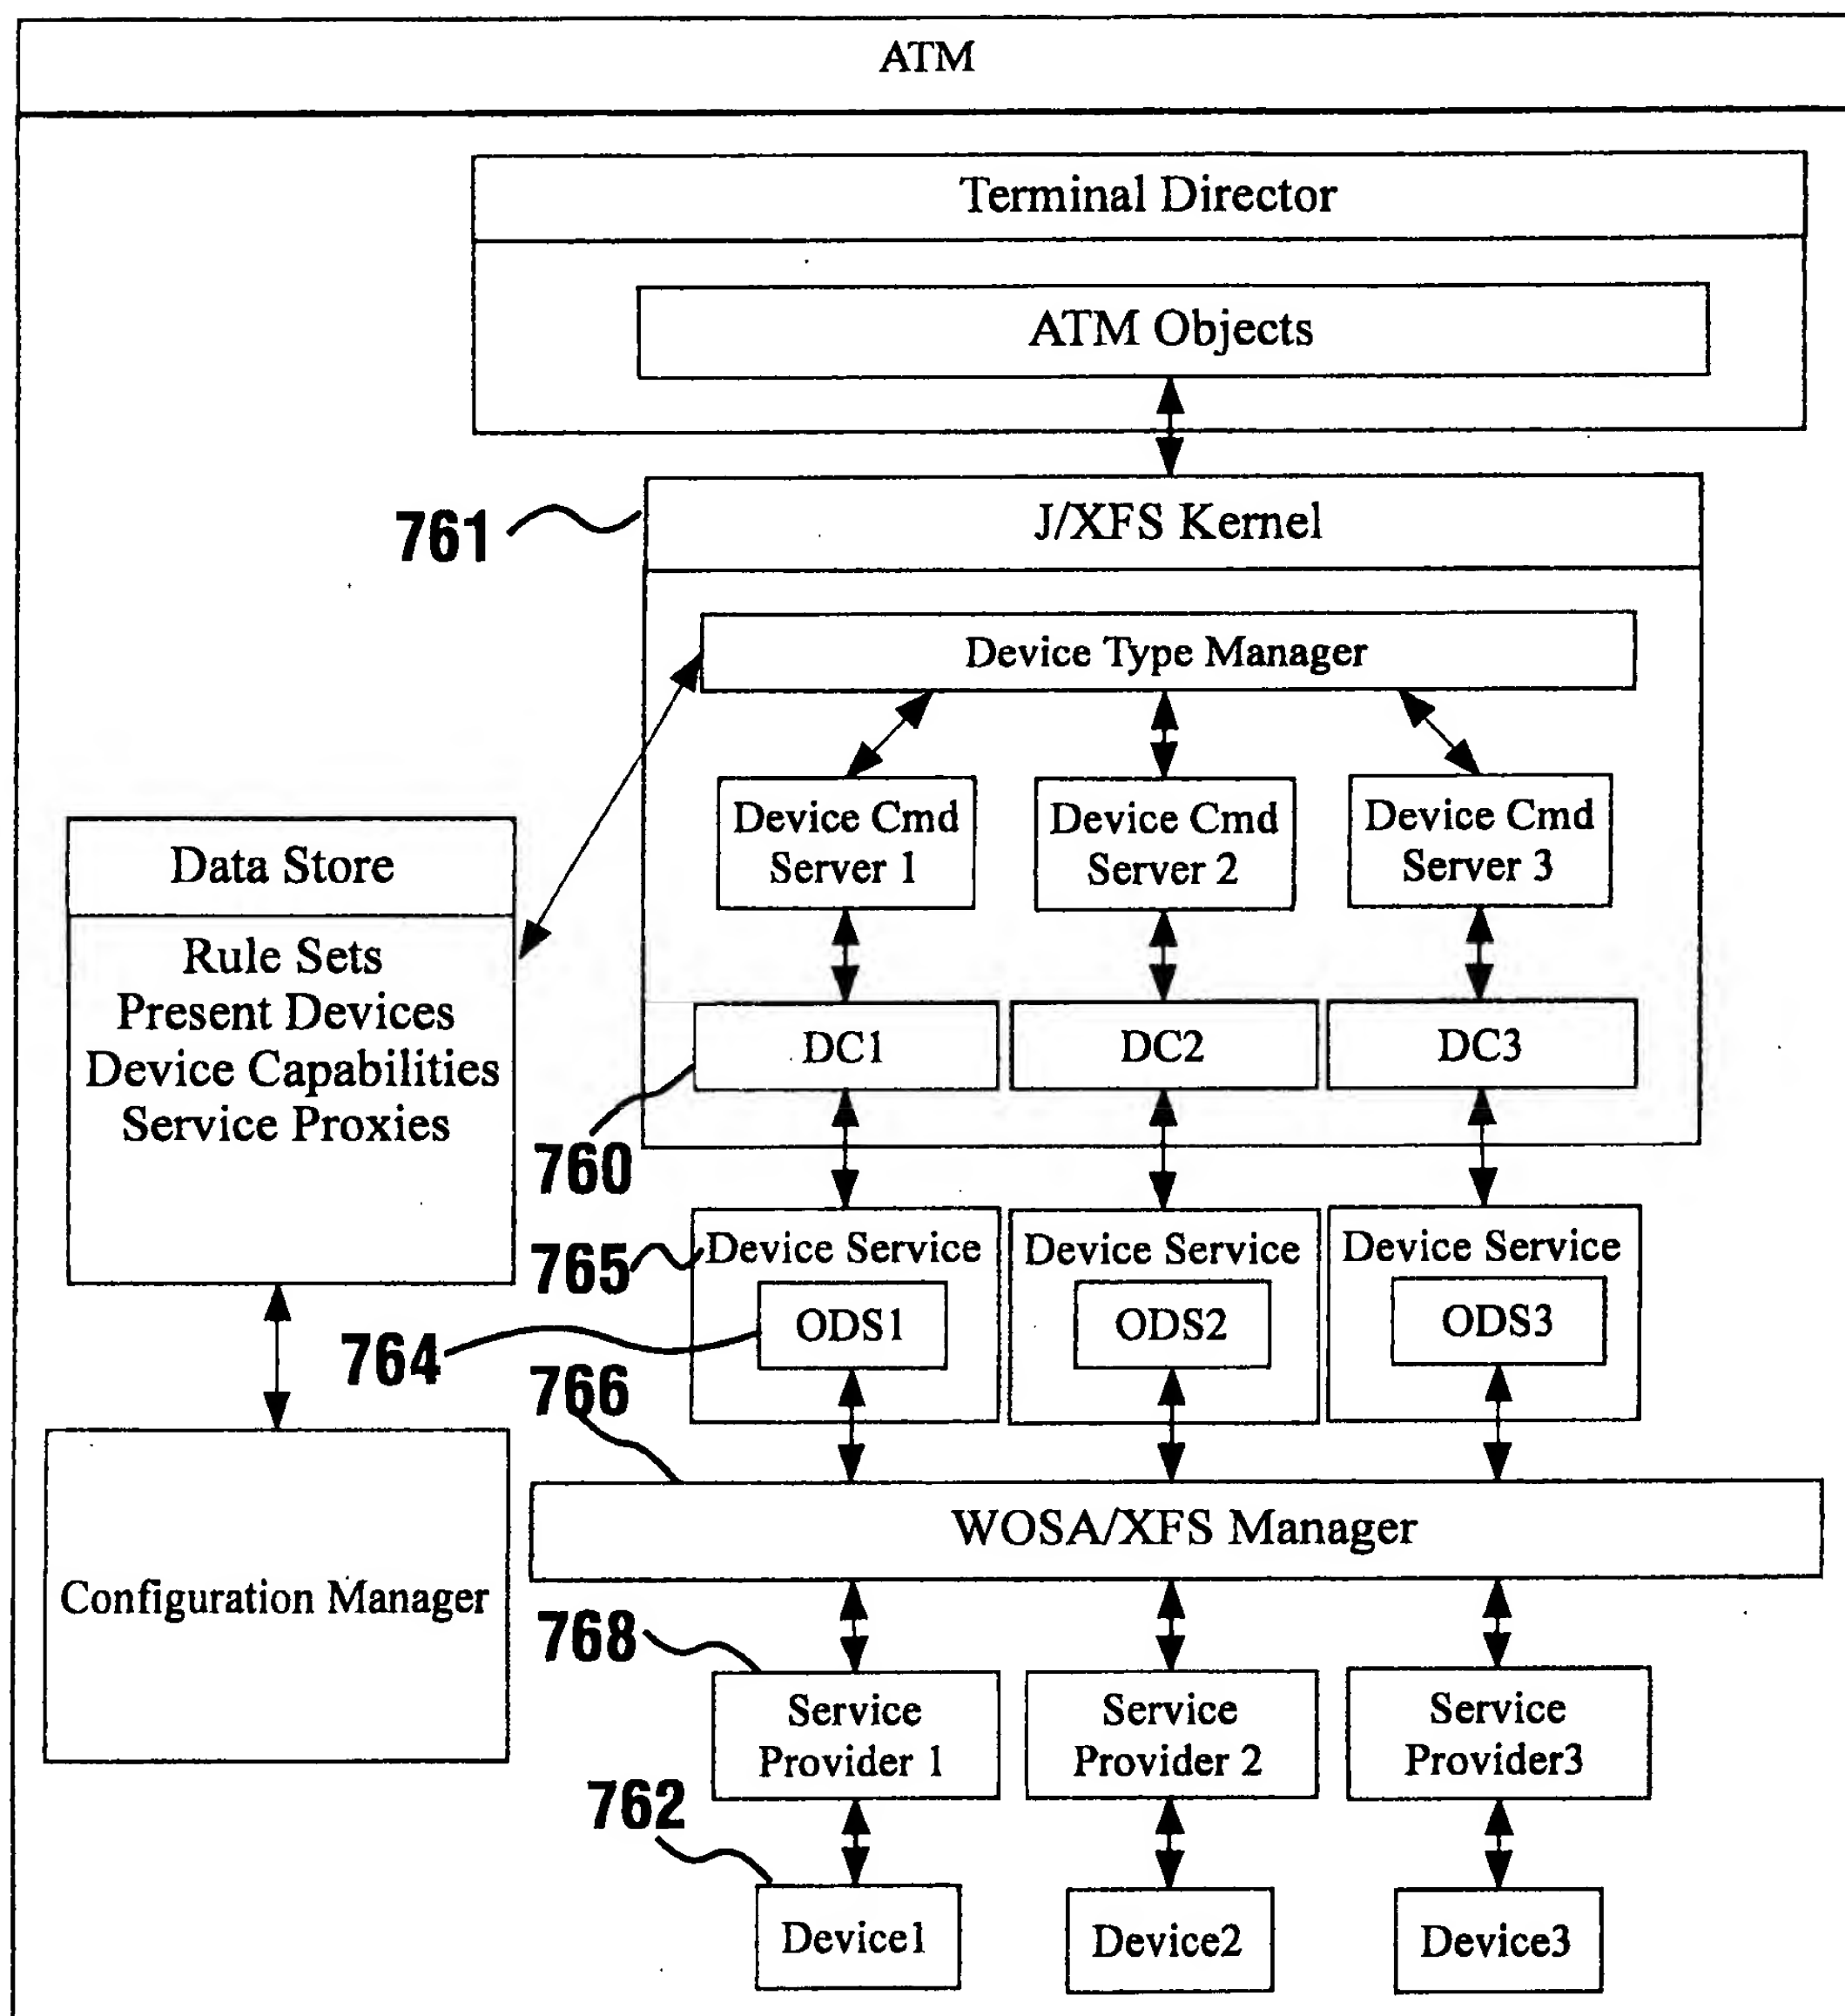 ATM
Terminal Director
ATM Objects
761
J/XFS Kernel
Device Type Manager
Device Cmd
Server 1
Device Cmd
Server 2
Device Cmd
Server 3
Data Store
Rule Sets
Present Devices
Device Capabilities
Service Proxies
DC1
DC2
DC3
760
765
Device Service
Device Service
Device Service
ODS1
ODS2
ODS3
764
766
WOSA/XFS Manager
Configuration Manager
768
Service
Provider 1
Service
Provider 2
Service
Provider3
762
Device1
Device2
Device3